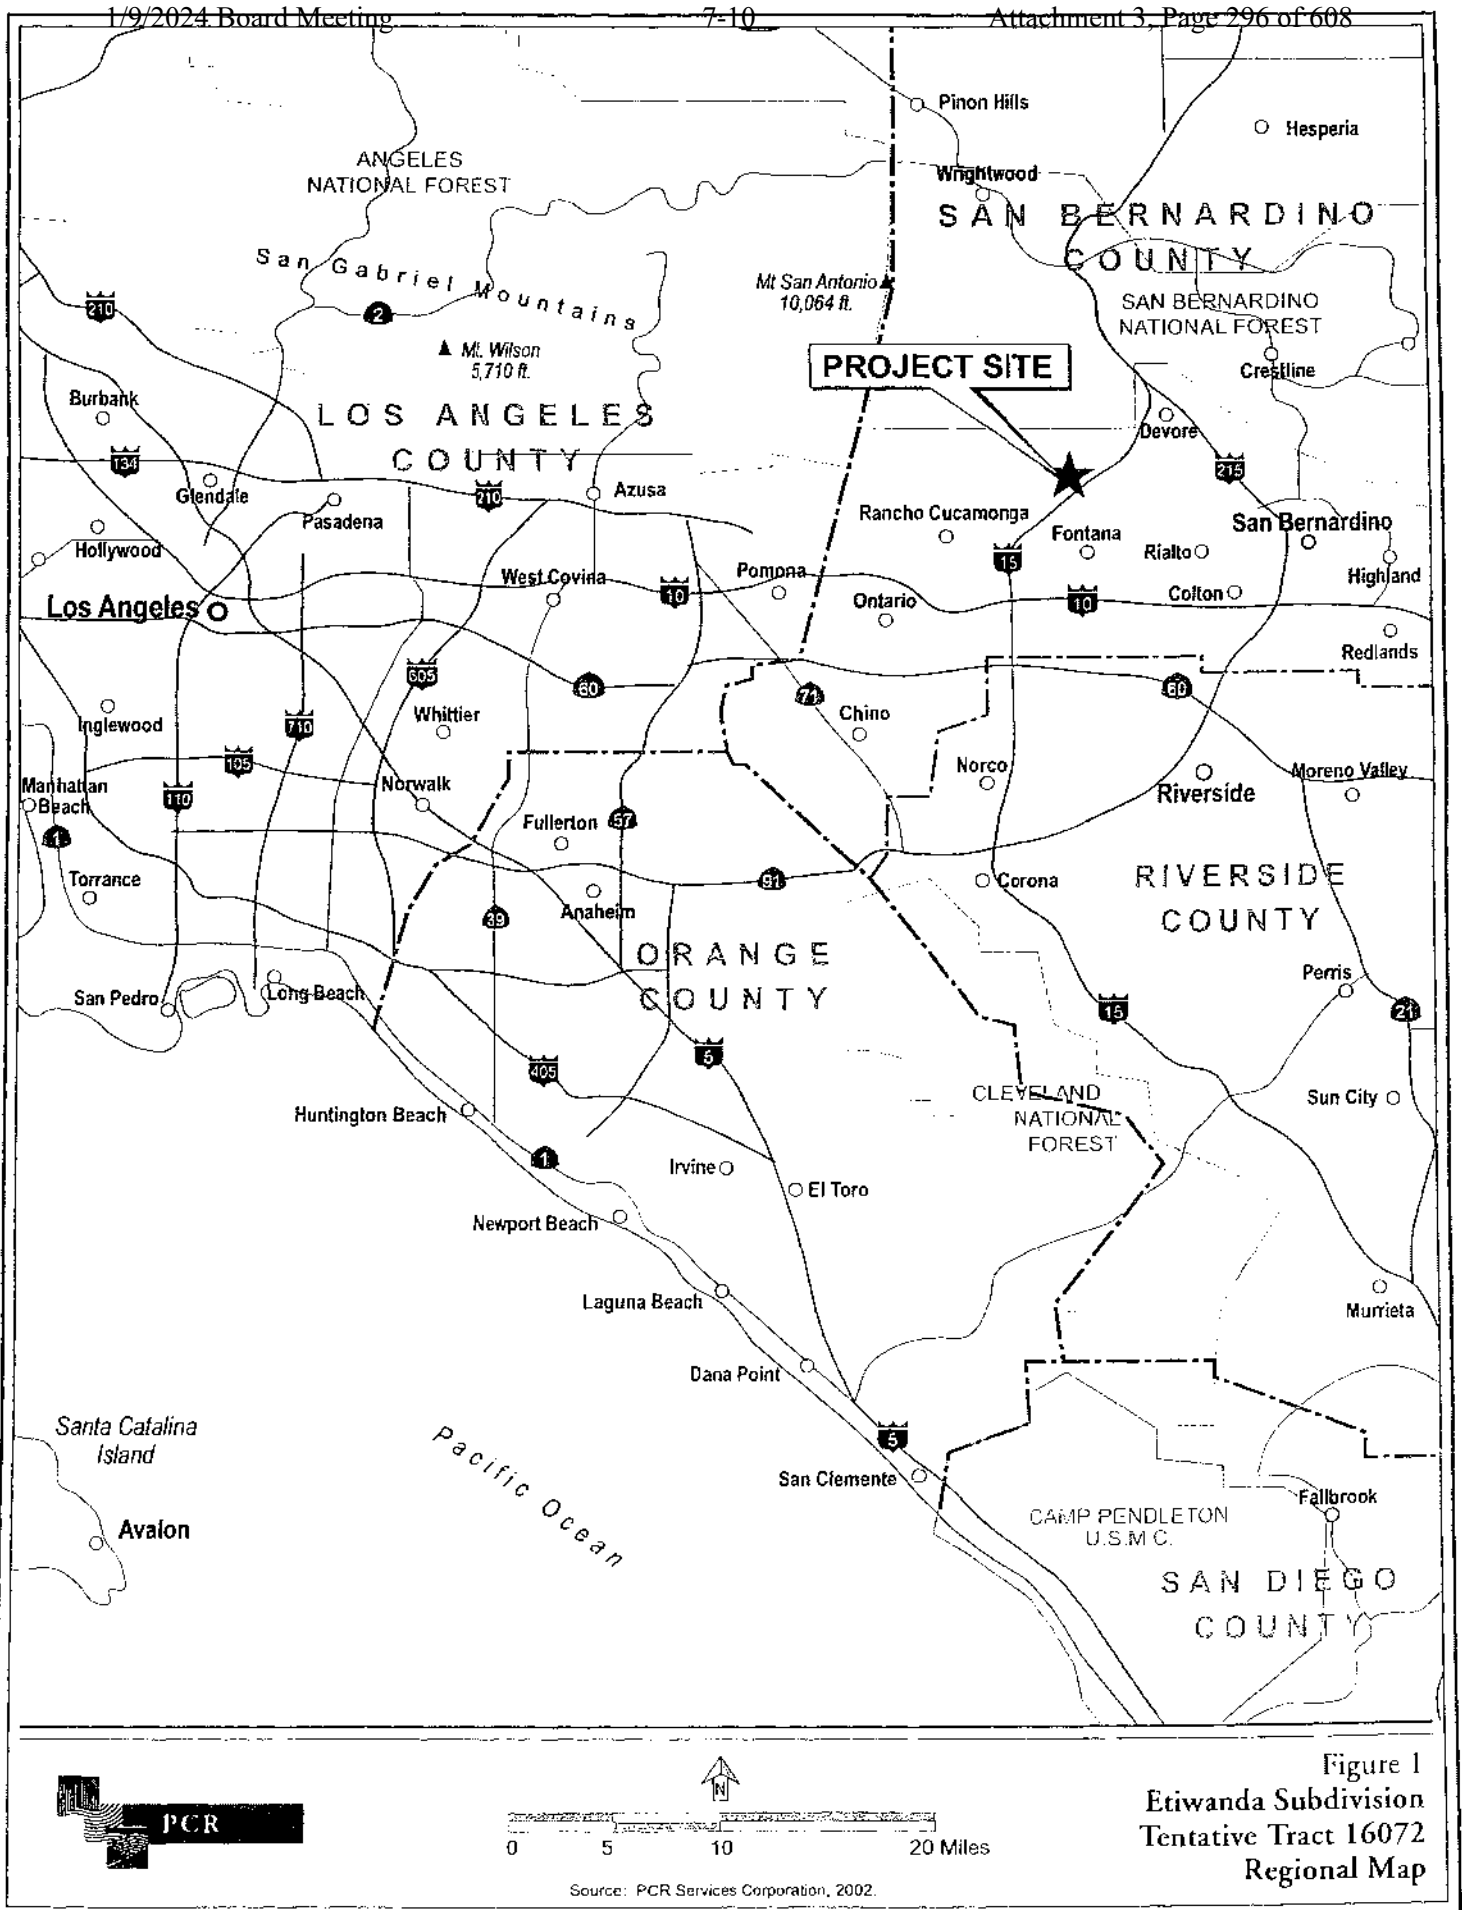 1/9/2024 Board Meeting
7-10
Attachment 3, Page 296 of 608
Pinon Hills
Hesperia
ANGELES
NATIONAL FOREST
Wrightwood
SAN BERNARDINO
COUNTY
San Gabriel Mountains
Mt San Antonio
10,064 ft.
SAN BERNARDINO
NATIONAL FOREST
210
2
Mt. Wilson
5,710 ft.
PROJECT SITE
Crestline
Burbank
LOS ANGELES
COUNTY
Devore
134
210
215
Glendale
Azusa
Pasadena
Rancho Cucamonga
San Bernardino
Hollywood
Fontana
Rialto
15
West Covina
Pomona
Highland
10
Ontario
10
Colton
Los Angeles
Redlands
605
60
71
60
Whittier
Chino
Inglewood
710
105
Norwalk
Norco
Moreno Valley
Manhattan
Beach
110
Riverside
1
Fullerton
57
Torrance
91
Corona
RIVERSIDE
COUNTY
39
Anaheim
ORANGE
COUNTY
Perris
San Pedro
Long Beach
15
21
405
5
CLEVELAND
NATIONAL
FOREST
Sun City
Huntington Beach
1
Irvine
El Toro
Newport Beach
Laguna Beach
Murrieta
Dana Point
Santa Catalina
Island
Pacific Ocean
5
San Clemente
Fallbrook
Avalon
CAMP PENDLETON
U.S.M.C.
SAN DIEGO
COUNTY
N
PCR
0 5 10 20 Miles
Source: PCR Services Corporation, 2002.
Figure 1
Etiwanda Subdivision
Tentative Tract 16072
Regional Map